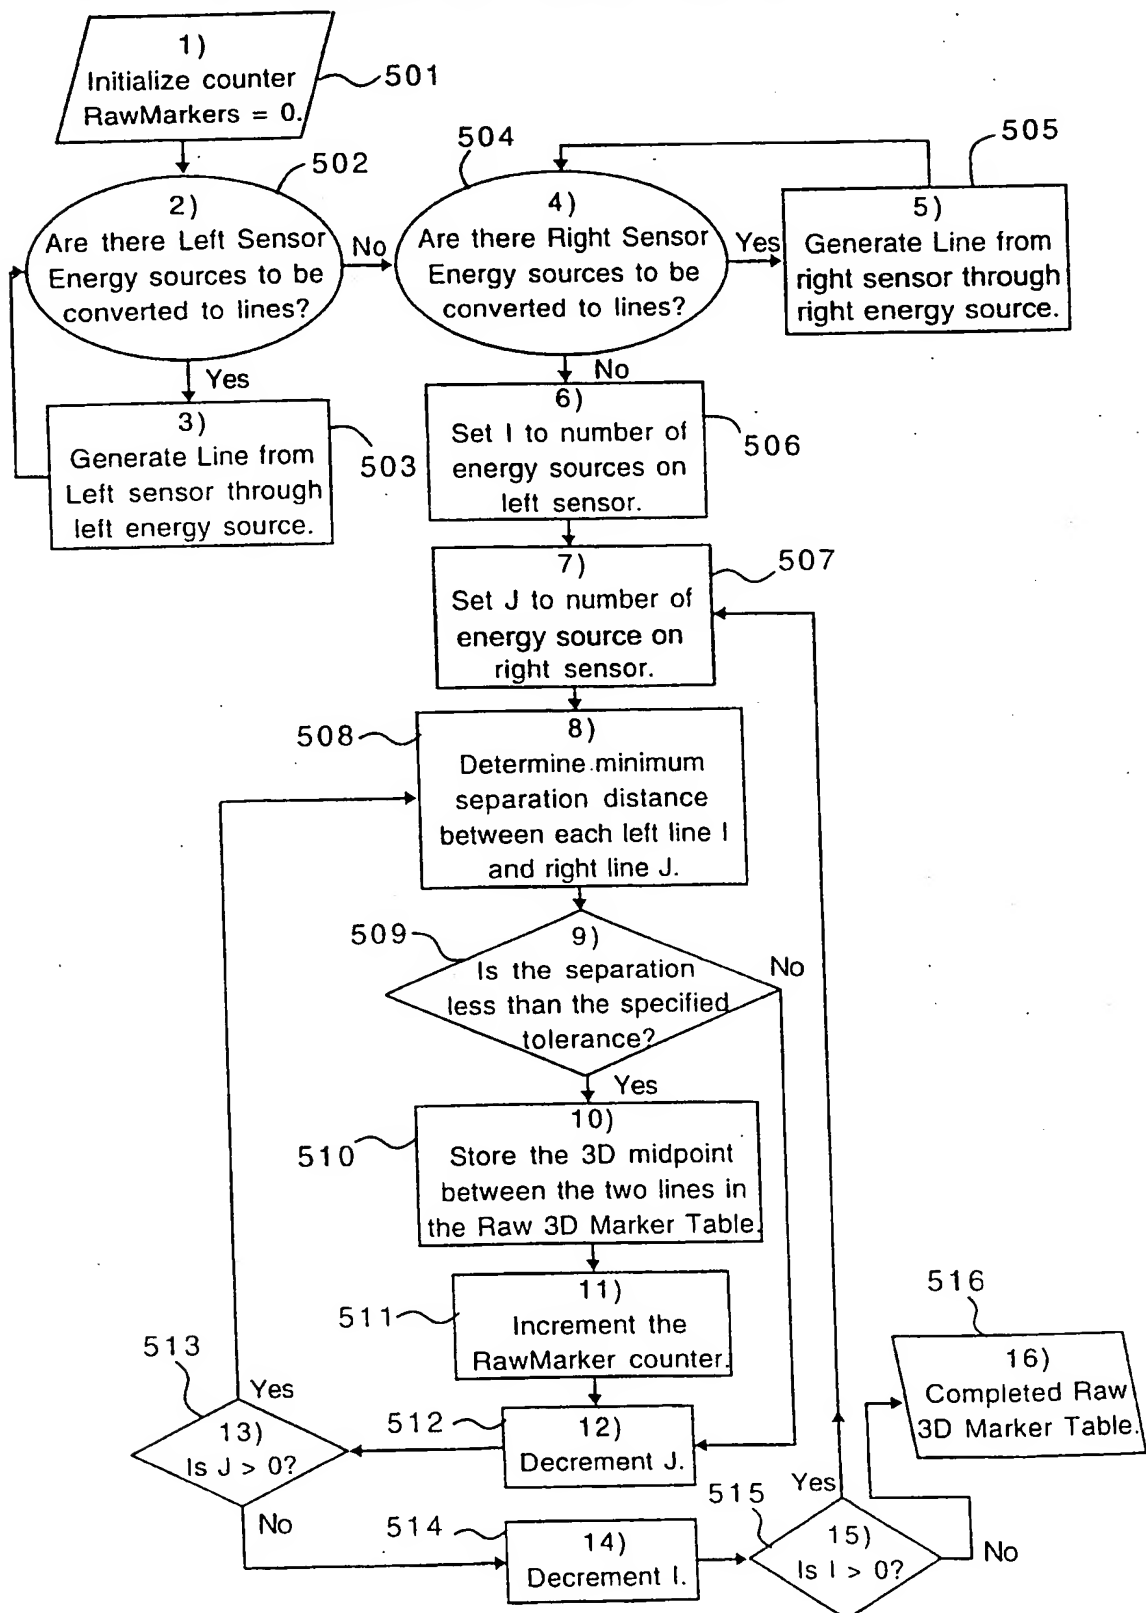 1)
Initialize counter
RawMarkers = 0.
501
502
2)
Are there Left Sensor
Energy sources to be
converted to lines?
No
Yes
3)
Generate Line from
Left sensor through
left energy source.
503
504
4)
Are there Right Sensor
Energy sources to be
converted to lines?
Yes
No
505
5)
Generate Line from
right sensor through
right energy source.
6)
Set I to number of
energy sources on
left sensor.
506
7)
Set J to number of
energy source on
right sensor.
507
508
8)
Determine minimum
separation distance
between each left line I
and right line J.
509
9)
Is the separation
less than the specified
tolerance?
No
Yes
510
10)
Store the 3D midpoint
between the two lines in
the Raw 3D Marker Table.
511
11)
Increment the
RawMarker counter.
512
12)
Decrement J.
513
Yes
13)
Is J > 0?
No
514
14)
Decrement I.
515
Yes
15)
Is I > 0?
No
516
16)
Completed Raw
3D Marker Table.